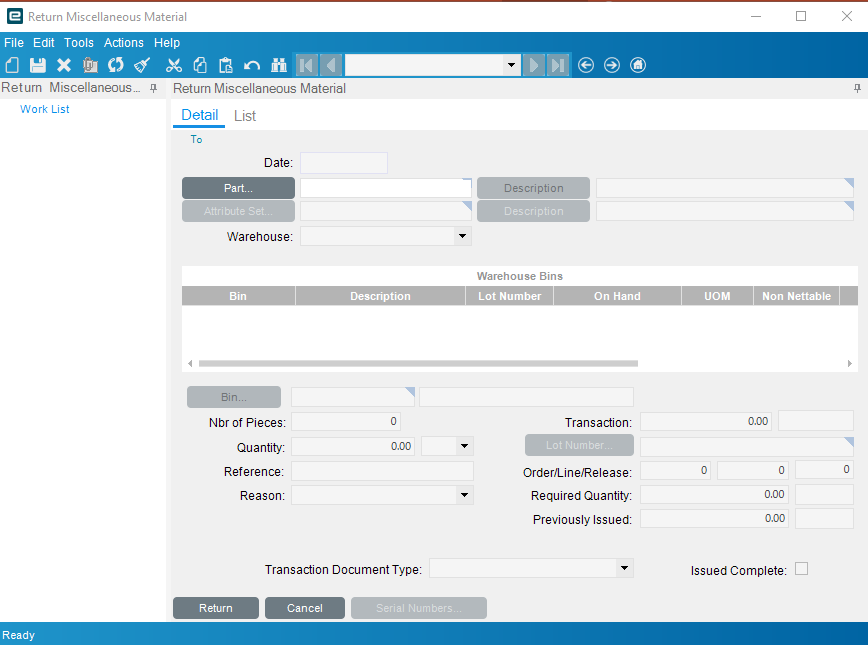 Return Miscellaneous Material
File Edit Tools Actions Help
Return Miscellaneous...
Return Miscellaneous Material
Work List
Detail List
To
Date:
Part... Description
Attribute Set... Description
Warehouse:
Warehouse Bins
Bin Description Lot Number On Hand UOM Non Nettable
Bin...
Nbr of Pieces: 0 Transaction: 0.00
Quantity: 0.00 Lot Number...
Reference: Order/Line/Release: 0 0 0
Reason: Required Quantity: 0.00
Previously Issued: 0.00
Transaction Document Type: Issued Complete:
Return Cancel Serial Numbers...
Ready